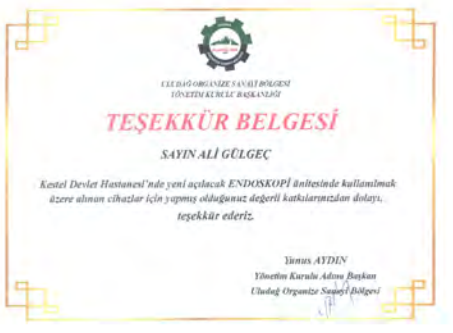 ULUDAĞ ORGANİZE SANAYİ BÖLGESİ
YÖNETİM KURULU BAŞKANLIĞI
TEŞEKKÜR BELGESİ
SAYIN ALİ GÜLGEÇ
Kestel Devlet Hastanesi'nde yeni açılacak ENDOSKOPİ ünitesinde kullanılmak
üzere alınan cihazlar için yapmış olduğunuz değerli katkılarınızdan dolayı,
teşekkür ederiz.
Yunus AYDIN
Yönetim Kurulu Adına Başkan
Uludağ Organize Sanayi Bölgesi